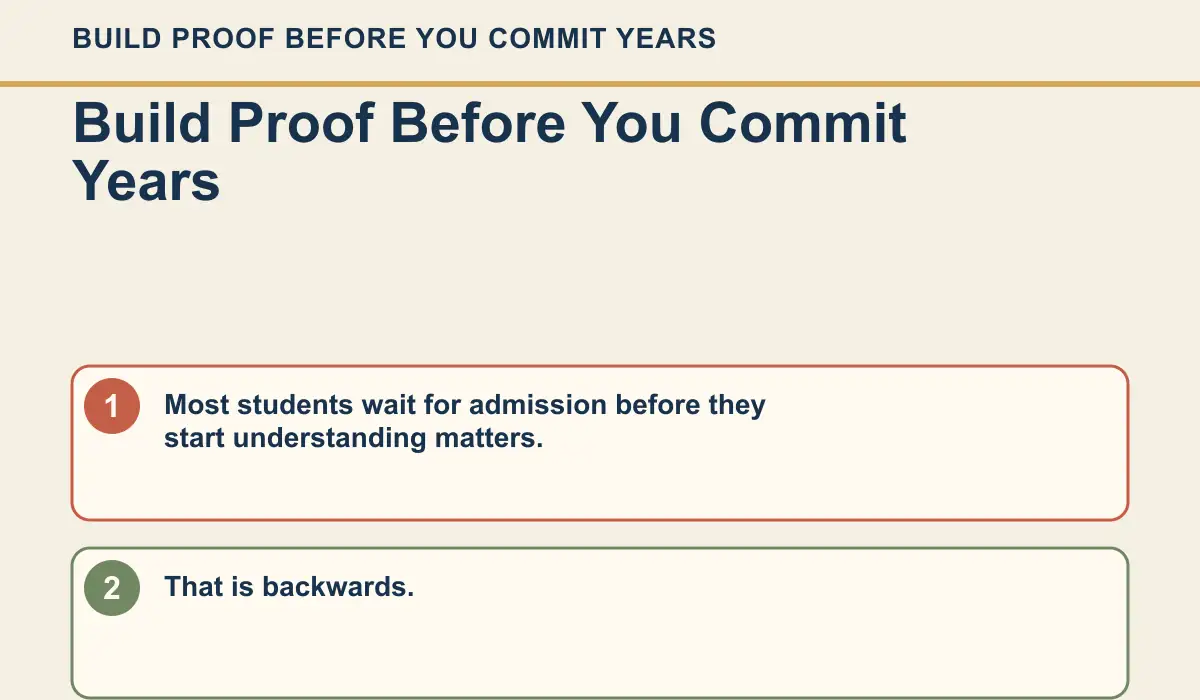 BUILD PROOF BEFORE YOU COMMIT YEARS
Build Proof Before You Commit
Years
1
Most students wait for admission before they
start understanding matters.
2
That is backwards.